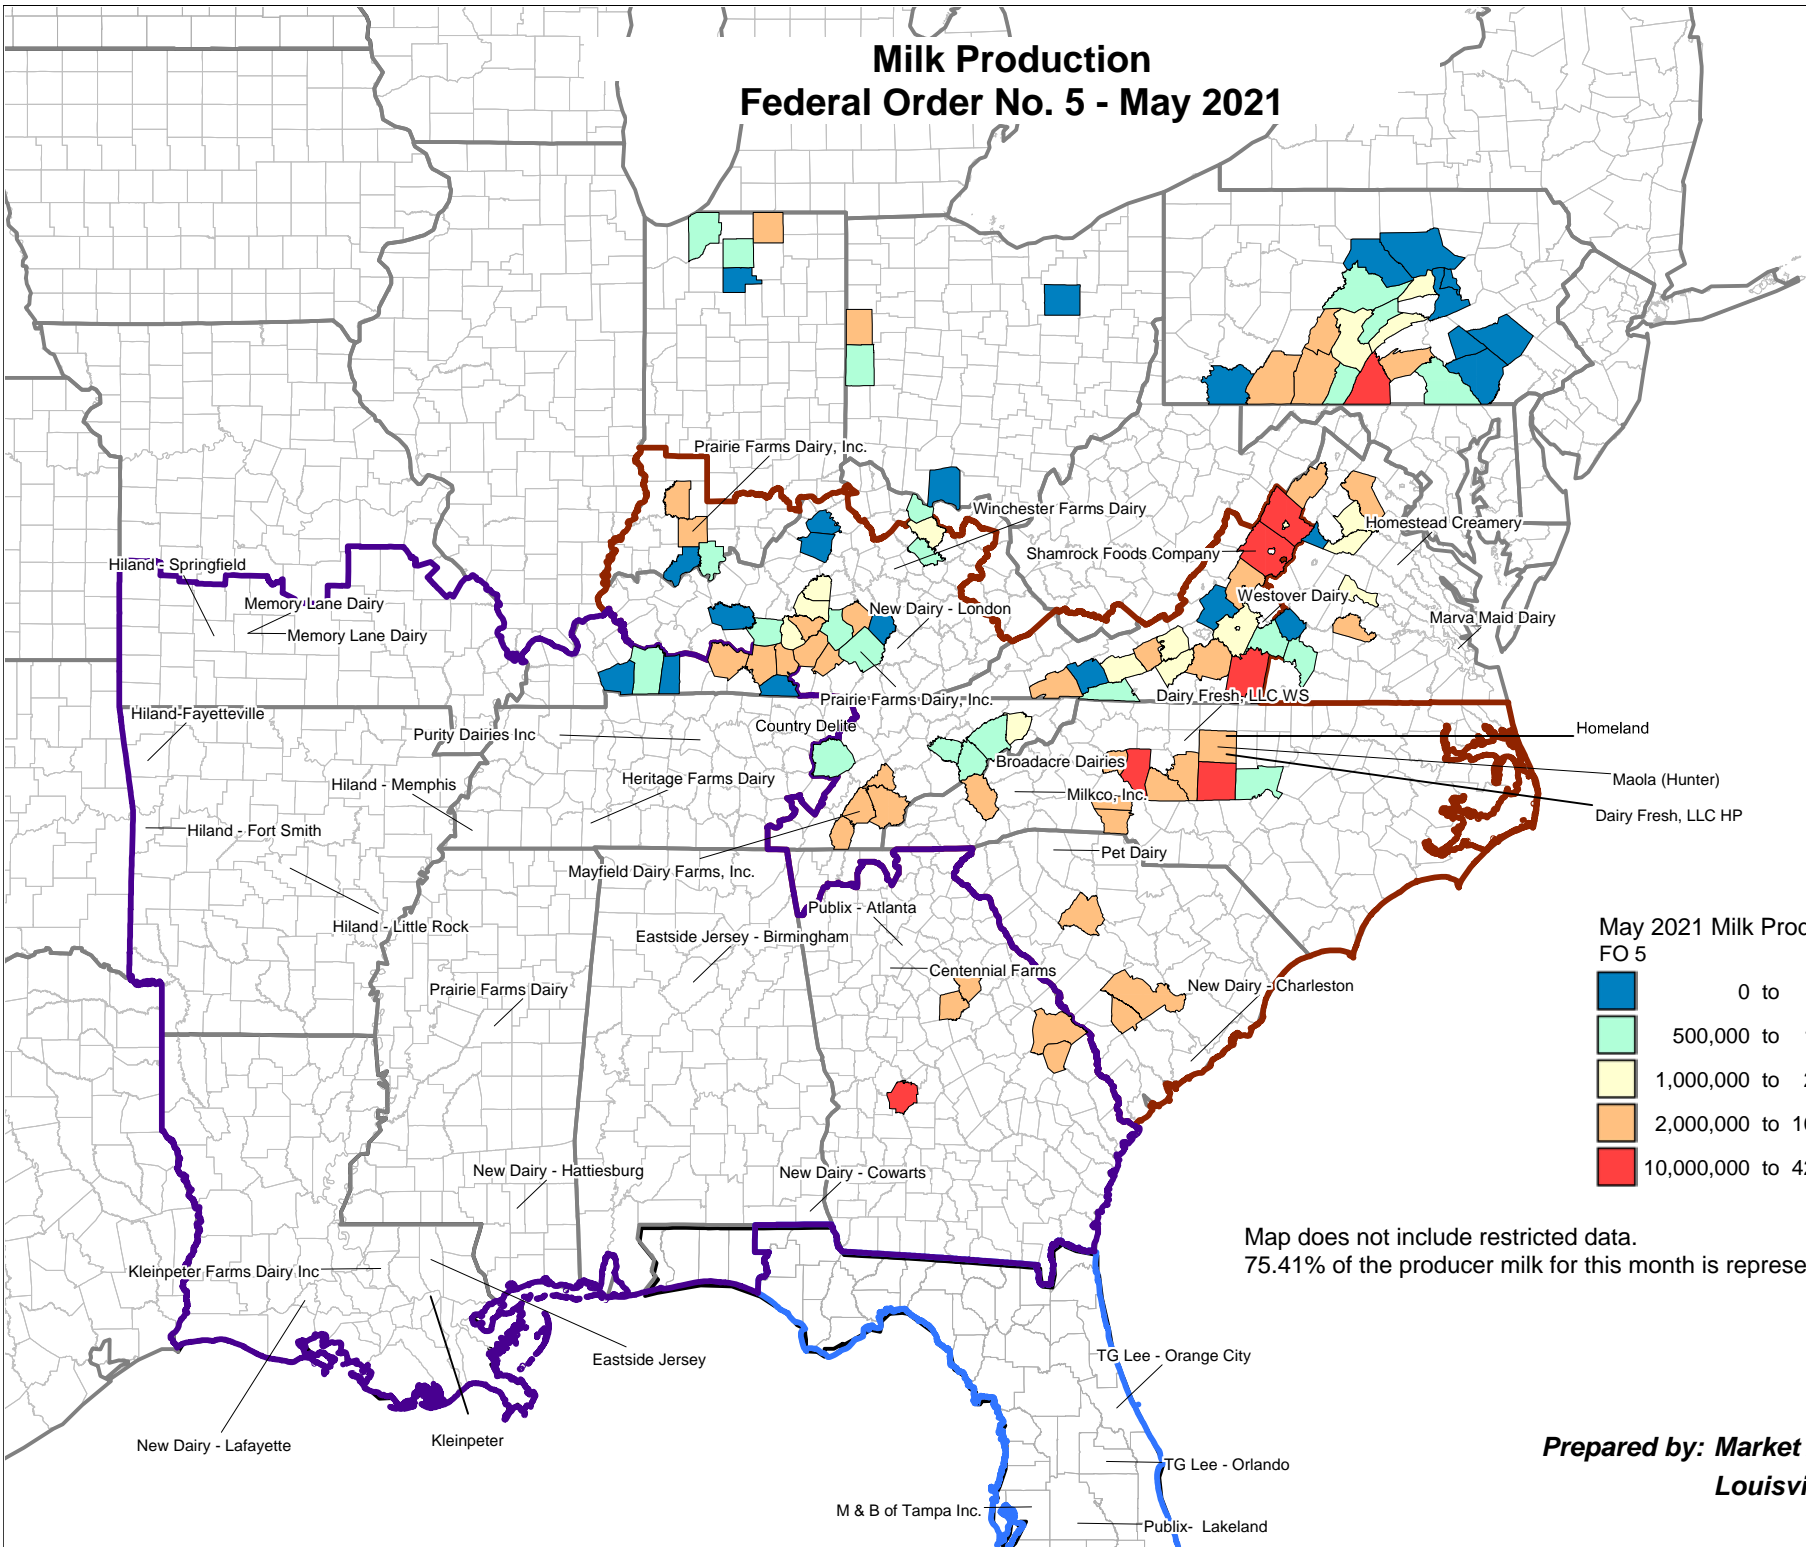 Milk Production
Federal Order No. 5 - May 2021
Prairie Farms Dairy, Inc.
Winchester Farms Dairy
Homestead Creamery
Shamrock Foods Company
Hiland - Springfield
Memory Lane Dairy
Memory Lane Dairy
New Dairy - London
Westover Dairy
Marva Maid Dairy
Prairie Farms Dairy, Inc.
Dairy Fresh, LLC WS
Hiland-Fayetteville
Country Delite
Purity Dairies Inc
Homeland
Broadacre Dairies
Heritage Farms Dairy
Maola (Hunter)
Hiland - Memphis
Milkco, Inc.
Dairy Fresh, LLC HP
Hiland - Fort Smith
Pet Dairy
Mayfield Dairy Farms, Inc.
Publix - Atlanta
Hiland - Little Rock
Eastside Jersey - Birmingham
Centennial Farms
Prairie Farms Dairy
New Dairy - Charleston
May 2021 Milk Proc
FO 5
0 to
500,000 to
1,000,000 to
2,000,000 to
10,000,000 to
New Dairy - Hattiesburg
New Dairy - Cowarts
Map does not include restricted data.
75.41% of the producer milk for this month is represe
Kleinpeter Farms Dairy Inc
Eastside Jersey
TG Lee - Orange City
New Dairy - Lafayette
Kleinpeter
Prepared by: Market
Louisvi
TG Lee - Orlando
M & B of Tampa Inc.
Publix- Lakeland